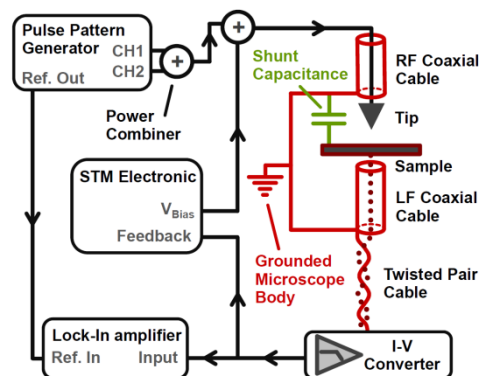 Pulse Pattern
Generator
CH1
CH2
Ref. Out
Power
Combiner
Shunt
Capacitance
RF Coaxial
Cable
Tip
Sample
LF Coaxial
Cable
STM Electronic
V_Bias
Feedback
Grounded
Microscope
Body
Twisted Pair
Cable
Lock-In amplifier
Ref. In
Input
I-V
Converter